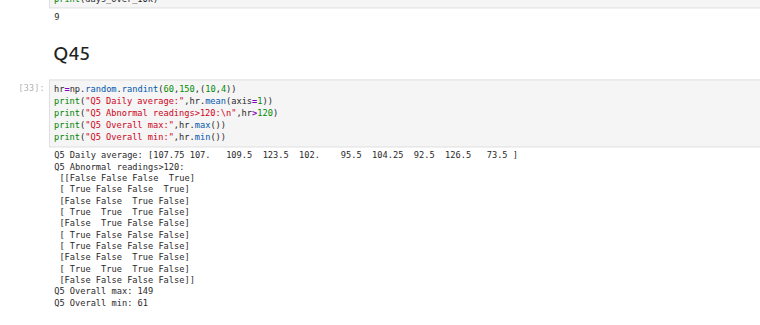 print(days_over_10k)
9
Q45
[33]:
hr=np.random.randint(60,150,(10,4))
print("Q5 Daily average:",hr.mean(axis=1))
print("Q5 Abnormal readings>120:\n",hr>120)
print("Q5 Overall max:",hr.max())
print("Q5 Overall min:",hr.min())
Q5 Daily average: [107.75 107.   109.5  123.5  102.    95.5  104.25  92.5  126.5   73.5 ]
Q5 Abnormal readings>120:
 [[False False False  True]
 [ True False False  True]
 [False False  True False]
 [ True  True  True False]
 [False  True False False]
 [ True False False False]
 [ True False False False]
 [False False  True False]
 [ True  True  True False]
 [False False False False]]
Q5 Overall max: 149
Q5 Overall min: 61